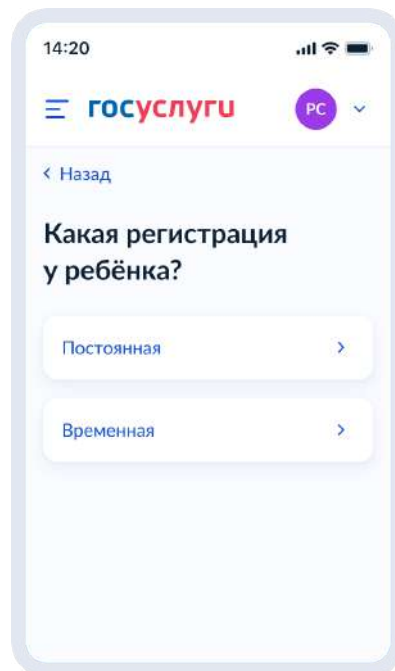 14:20
госуслуги
РС
Назад
Какая регистрация
у ребёнка?
Постоянная
Временная